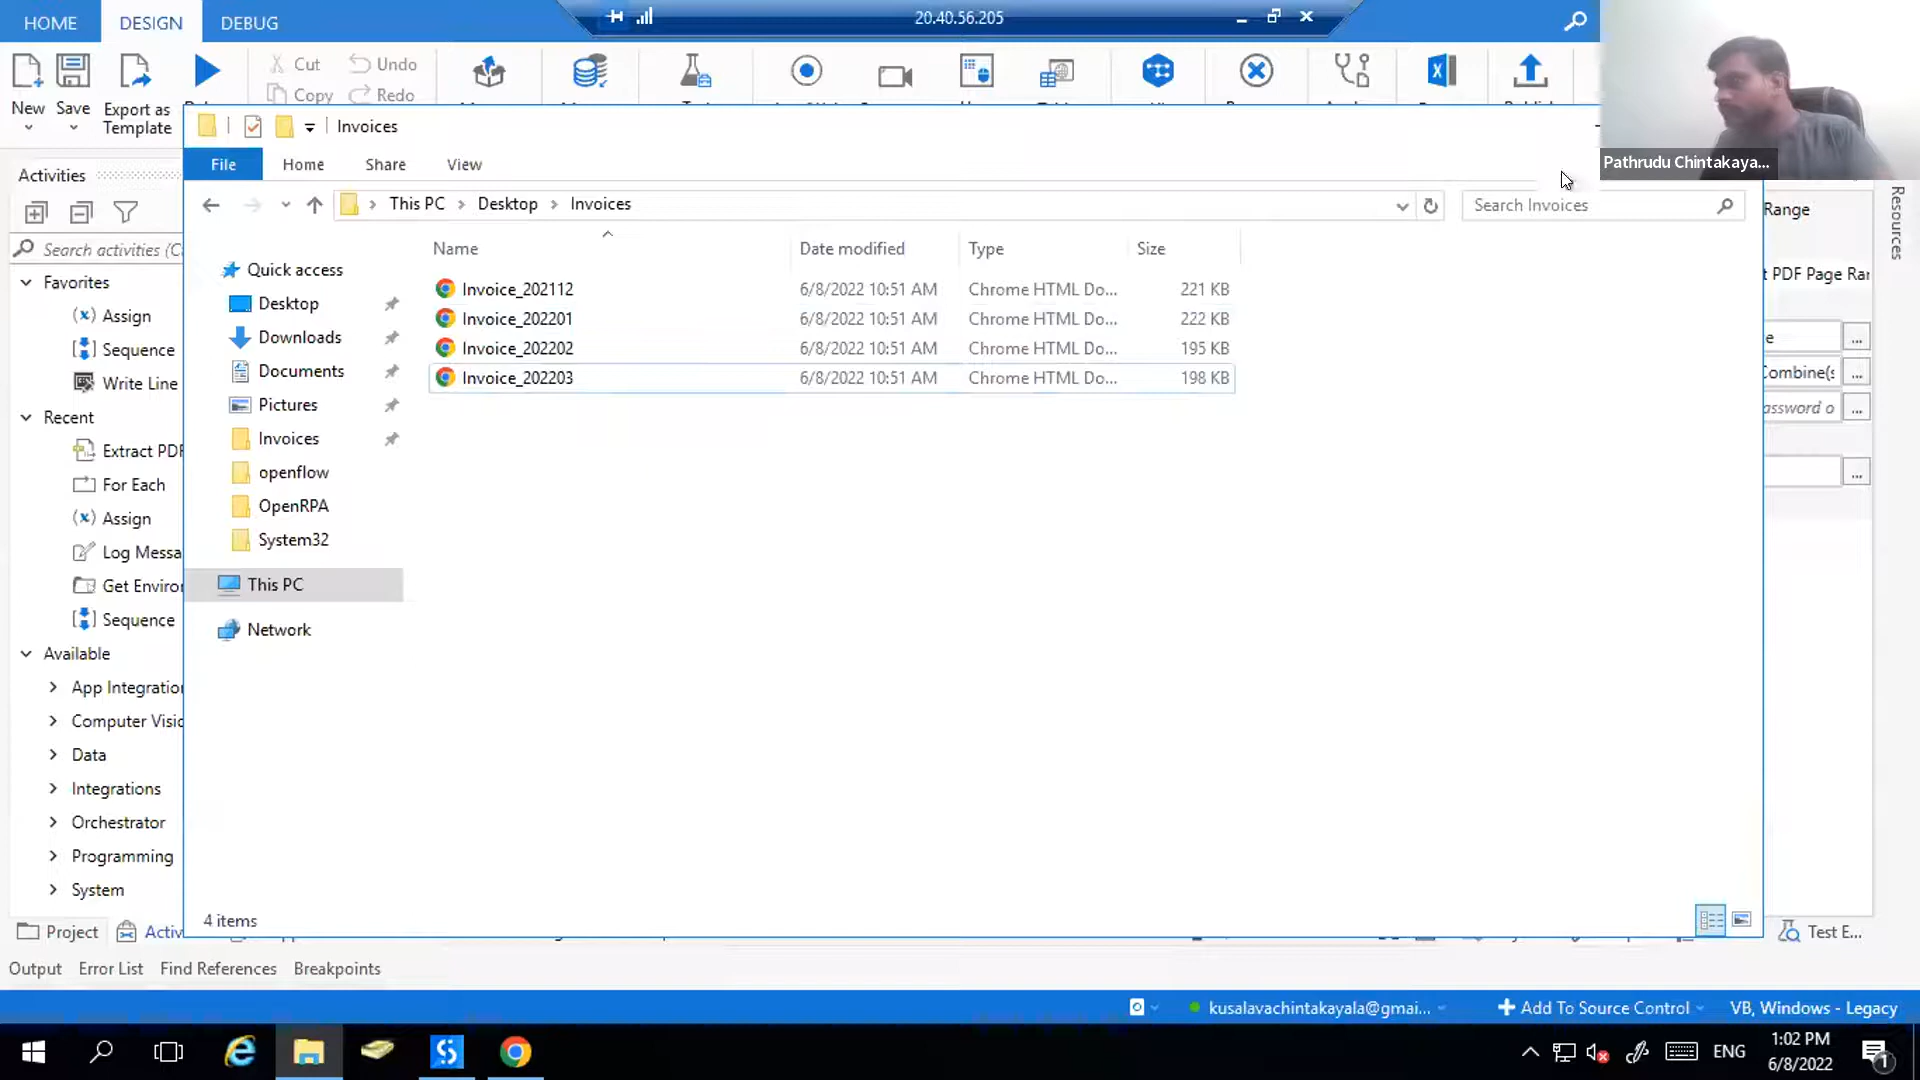 HOME
DESIGN
DEBUG
20.40.56.205
New
Save
Export as
Template
Cut
Copy
Undo
Redo
Pathrudu Chintakaya...
Invoices
File
Home
Share
View
This PC
Desktop
Invoices
Search Invoices
Activities
Search activities (C
Favorites
Assign
Sequence
Write Line
Recent
Extract PDF
For Each
Assign
Log Messa
Get Enviror
Sequence
Available
App Integration
Computer Visio
Data
Integrations
Orchestrator
Programming
System
Quick access
Desktop
Downloads
Documents
Pictures
Invoices
openflow
OpenRPA
System32
This PC
Network
Name Date modified Type Size
Invoice_202112 6/8/2022 10:51 AM Chrome HTML Do... 221 KB
Invoice_202201 6/8/2022 10:51 AM Chrome HTML Do... 222 KB
Invoice_202202 6/8/2022 10:51 AM Chrome HTML Do... 195 KB
Invoice_202203 6/8/2022 10:51 AM Chrome HTML Do... 198 KB
4 items
Range
t PDF Page Rar
e
Combine(s
assword o
...
...
...
...
Resources
Project
Activ
Test E...
Output
Error List
Find References
Breakpoints
kusalavachintakayala@gmai...
Add To Source Control
VB, Windows - Legacy
ENG
1:02 PM
6/8/2022
1